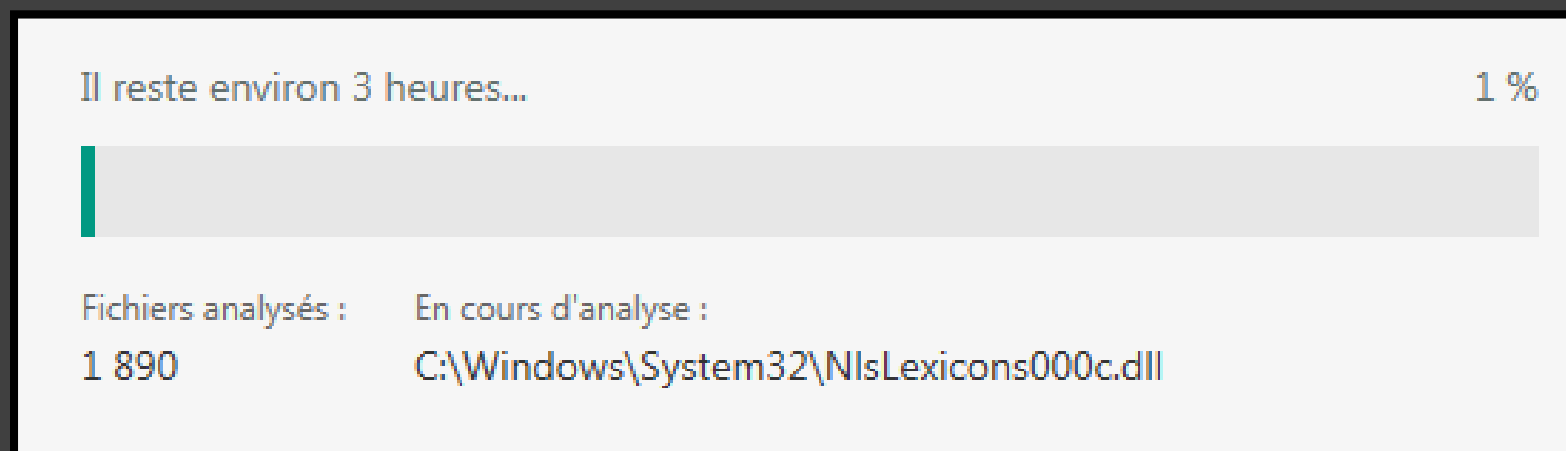 Il reste environ 3 heures...
1 %
Fichiers analysés :
En cours d'analyse :
1 890
C:\Windows\System32\NlsLexicons000c.dll